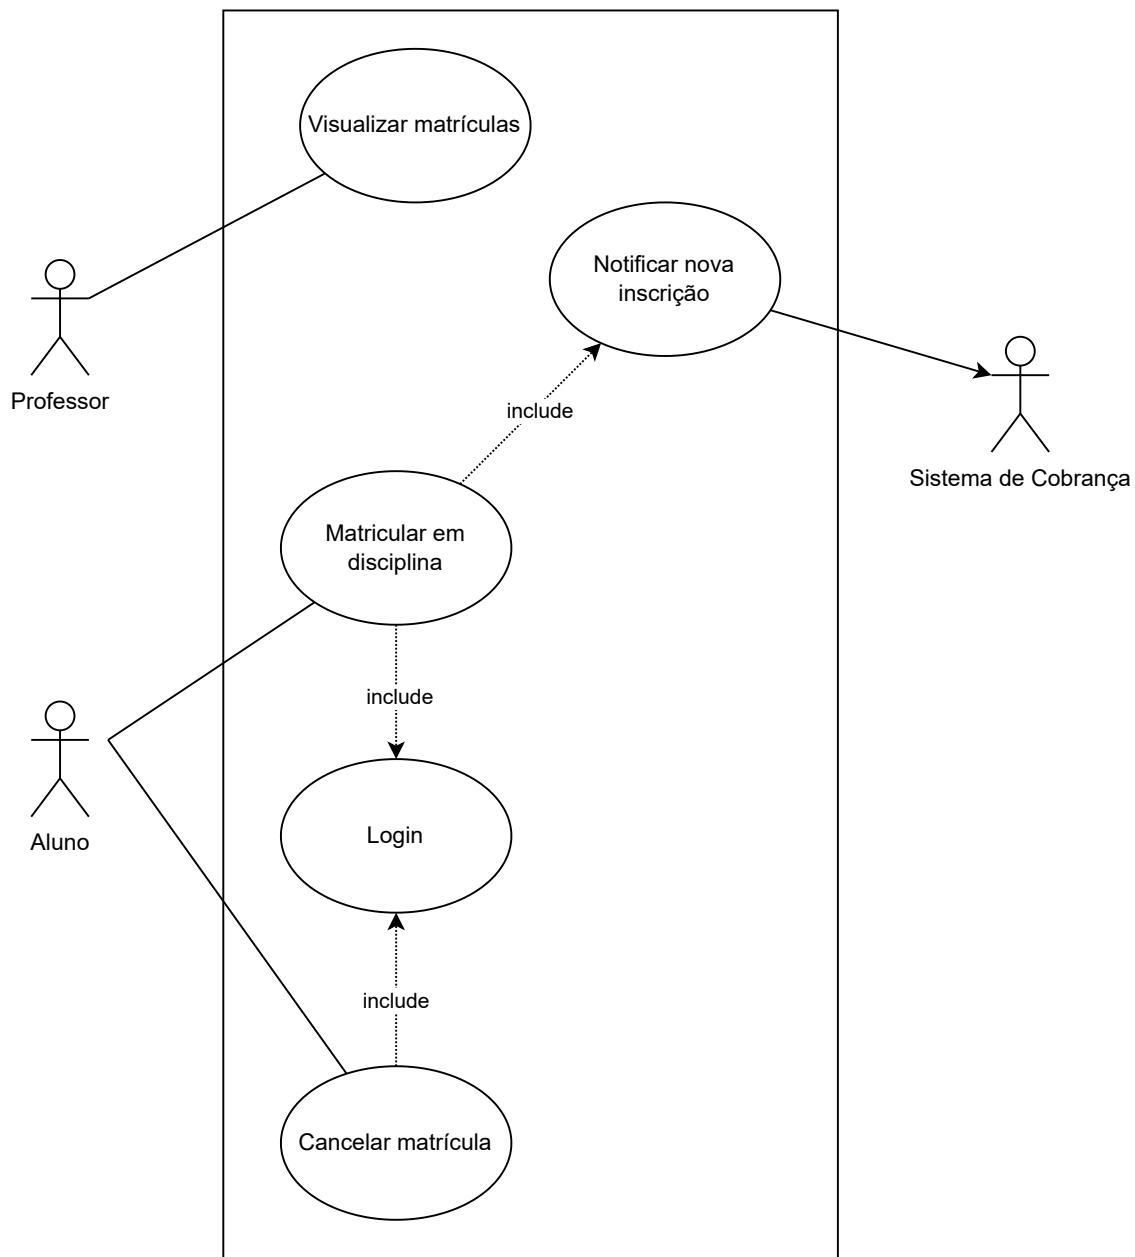 Visualizar matrículas
Notificar nova
inscrição
Professor
include
Sistema de Cobrança
Matricular em
disciplina
include
Aluno
Login
include
Cancelar matrícula